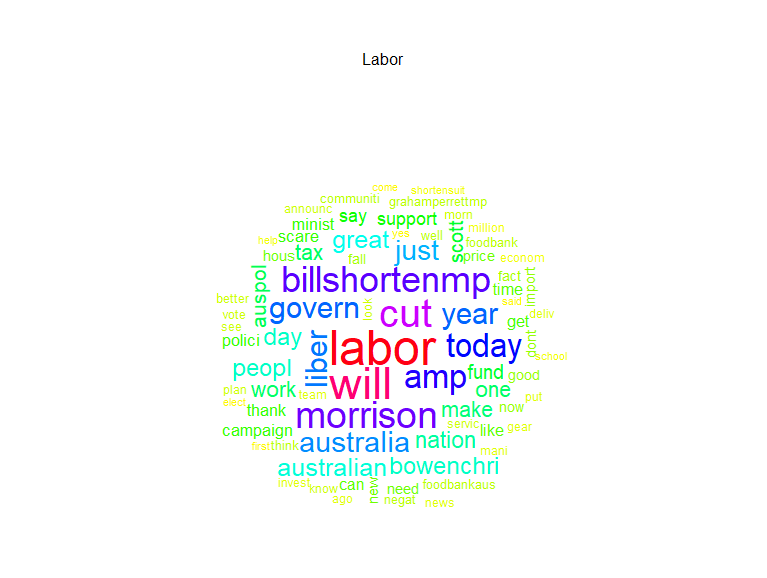 Labor
come shortensult
communiti grahamperrettmp
announc say support morn
minist yes well scott million
help scare great just foodbank
hous tax fall price econom
auspol billshortenmp fact import
better look time said
vote govern cut year get deliv
see
polici day liber labor today dont school
peopl will amp fund good
plan work team one put
elect
thank morrison make now
campaign servic like gear
first think australia nation mani
australian bowenchri
invest know can new need foodbankaus
ago negat news